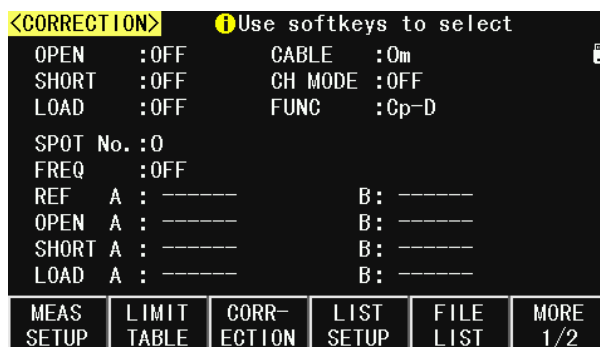 <CORRECTION> Use softkeys to select
OPEN :OFF CABLE :0m
SHORT :OFF CH MODE :OFF
LOAD :OFF FUNC :Cp-D
SPOT No.:0
FREQ :OFF
REF A : ------ B: ------
OPEN A : ------ B: ------
SHORT A : ------ B: ------
LOAD A : ------ B: ------
MEAS SETUP
LIMIT TABLE
CORR-ECTION
LIST SETUP
FILE LIST
MORE 1/2